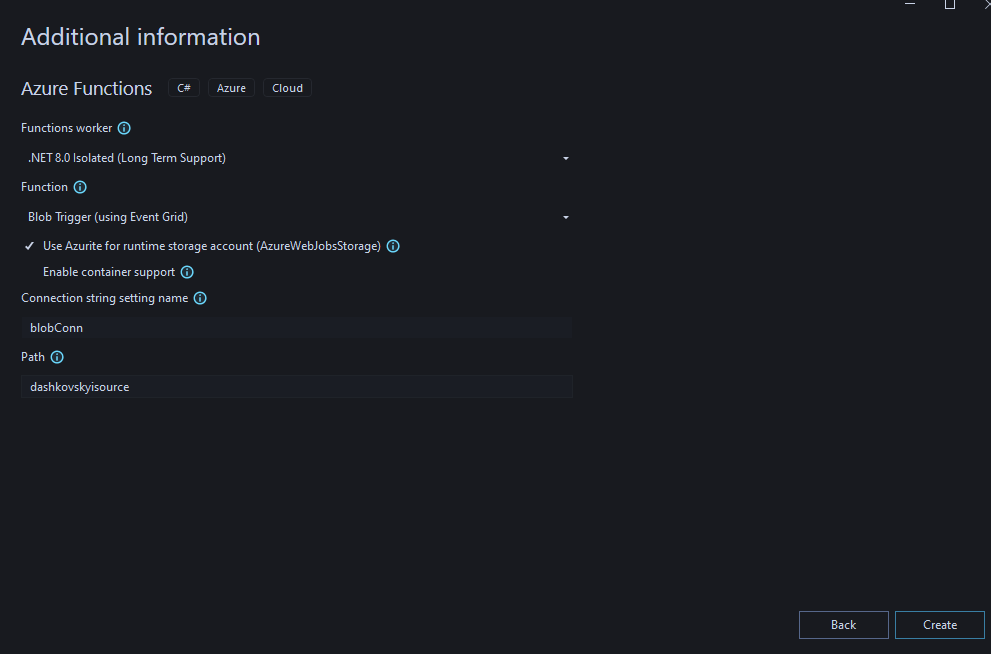 Additional information
Azure Functions C# Azure Cloud
Functions worker
.NET 8.0 Isolated (Long Term Support)
Function
Blob Trigger (using Event Grid)
Use Azurite for runtime storage account (AzureWebJobsStorage)
Enable container support
Connection string setting name
blobConn
Path
dashkovskyisource
Back Create